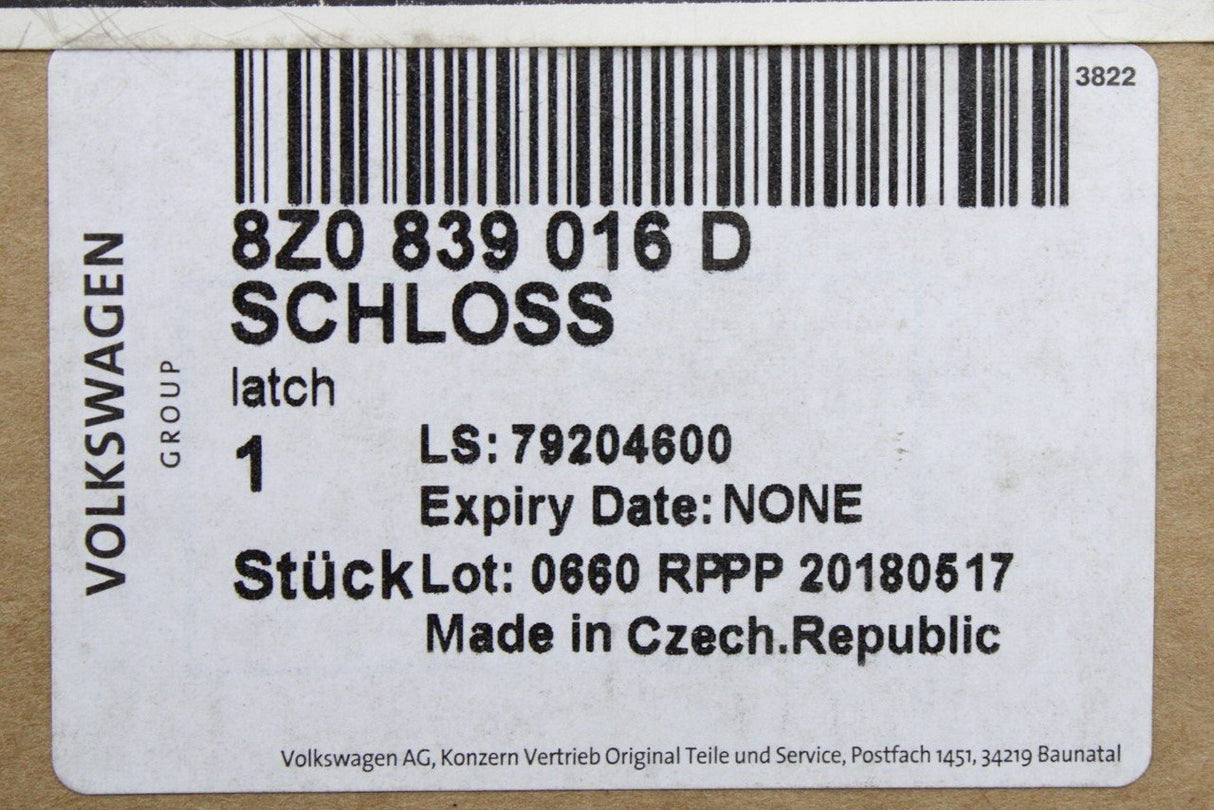 3822
8Z0 839 016 D
SCHLOSS
latch
1
LS: 79204600
Expiry Date: NONE
Stück Lot: 0660 RPPP 20180517
Made in Czech.Republic
VOLKSWAGEN
GROUP
Volkswagen AG, Konzern Vertrieb Original Teile und Service, Postfach 1451, 34219 Baunatal